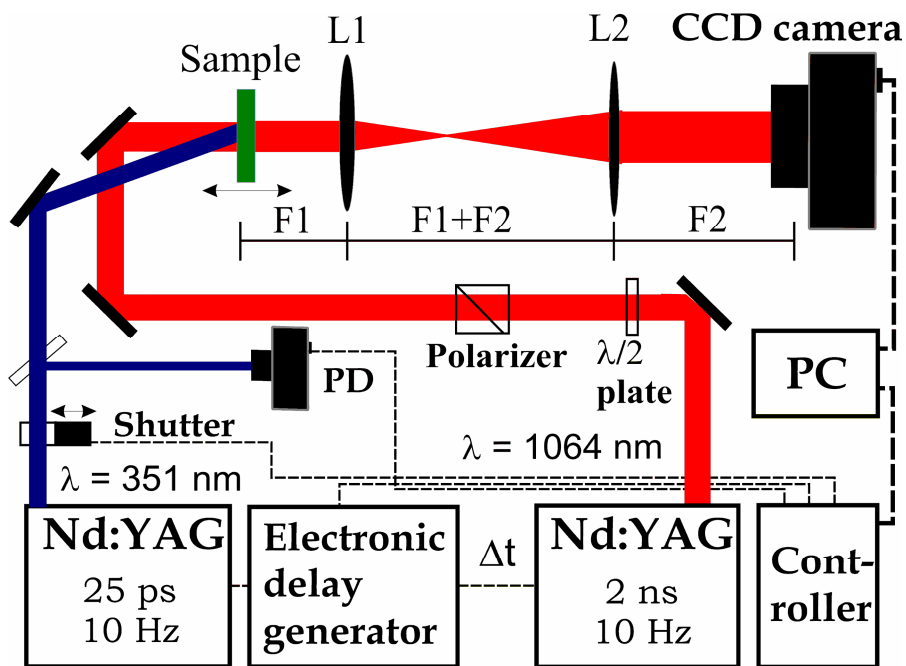 L1
L2
CCD camera
Sample
F1
F1+F2
F2
Polarizer
λ/2
plate
PD
PC
Shutter
λ = 1064 nm
λ = 351 nm
Nd:YAG
25 ps
10 Hz
Electronic
delay
generator
Δt
Nd:YAG
2 ns
10 Hz
Cont-
roller